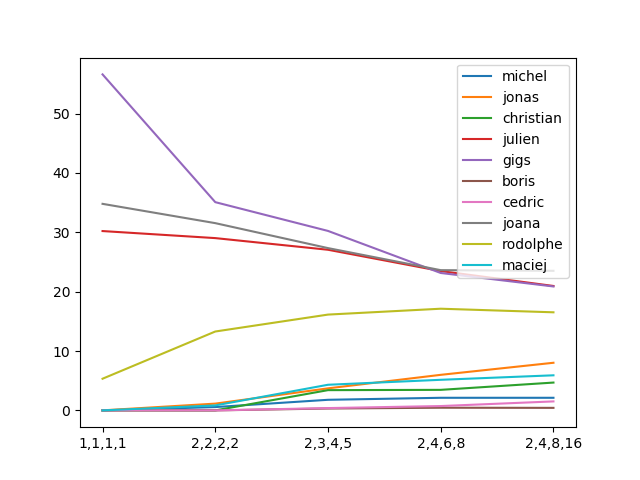 50
40
30
20
10
0
1,1,1,1
2,2,2,2
2,3,4,5
2,4,6,8
2,4,8,16
michel
jonas
christian
julien
gigs
boris
cedric
joana
rodolphe
maciej